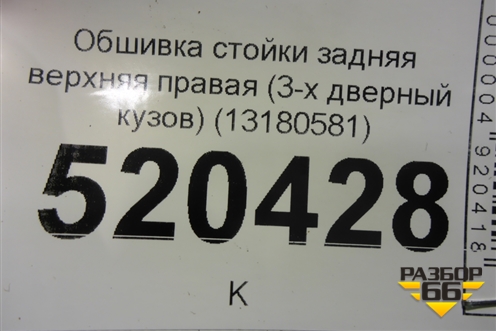 Обшивка стойки задняя
верхняя правая (3-х дверный
кузов) (13180581)
520428
К
РАЗБОР
66